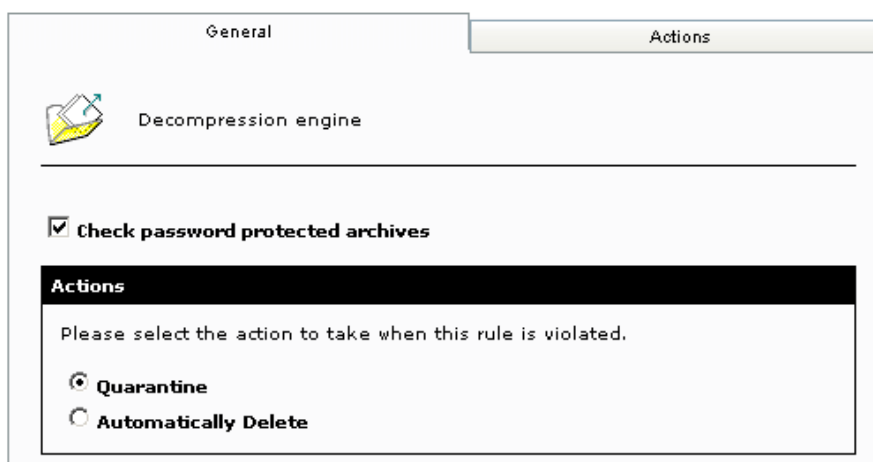 General
Actions
Decompression engine
Check password protected archives
Actions
Please select the action to take when this rule is violated.
Quarantine
Automatically Delete